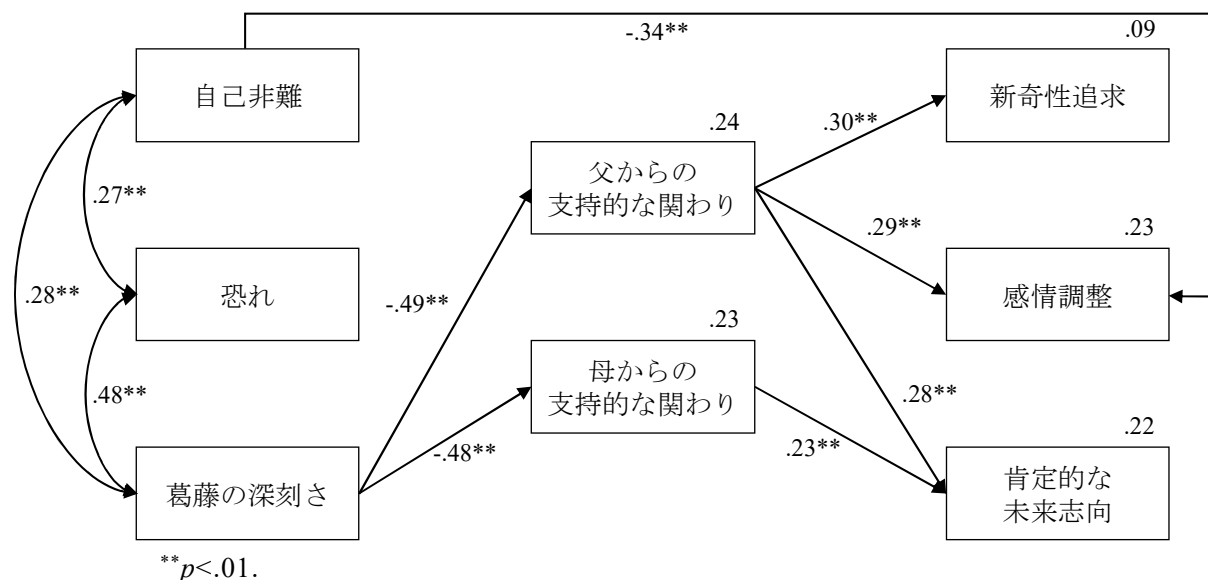 -.34**
.09
自己非難
新奇性追求
.24
.30**
父からの
支持的な関わり
.27**
.29**
.23
.28**
恐れ
-.49**
感情調整
.23
母からの
支持的な関わり
.48**
.28**
-.48**
.23**
.22
葛藤の深刻さ
肯定的な
未来志向
**p<.01.